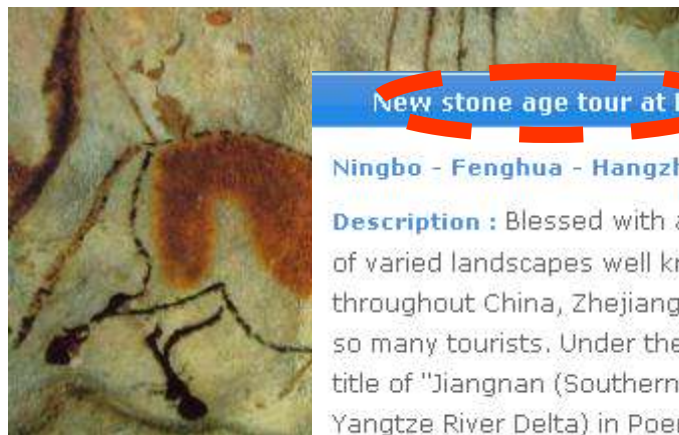 New stone age tour at
Ningbo - Fenghua - Hangzh
Description : Blessed with a
of varied landscapes well kn
throughout China, Zhejiang
so many tourists. Under the
title of "Jiangnan (Southern
Yangtze River Delta) in Poe